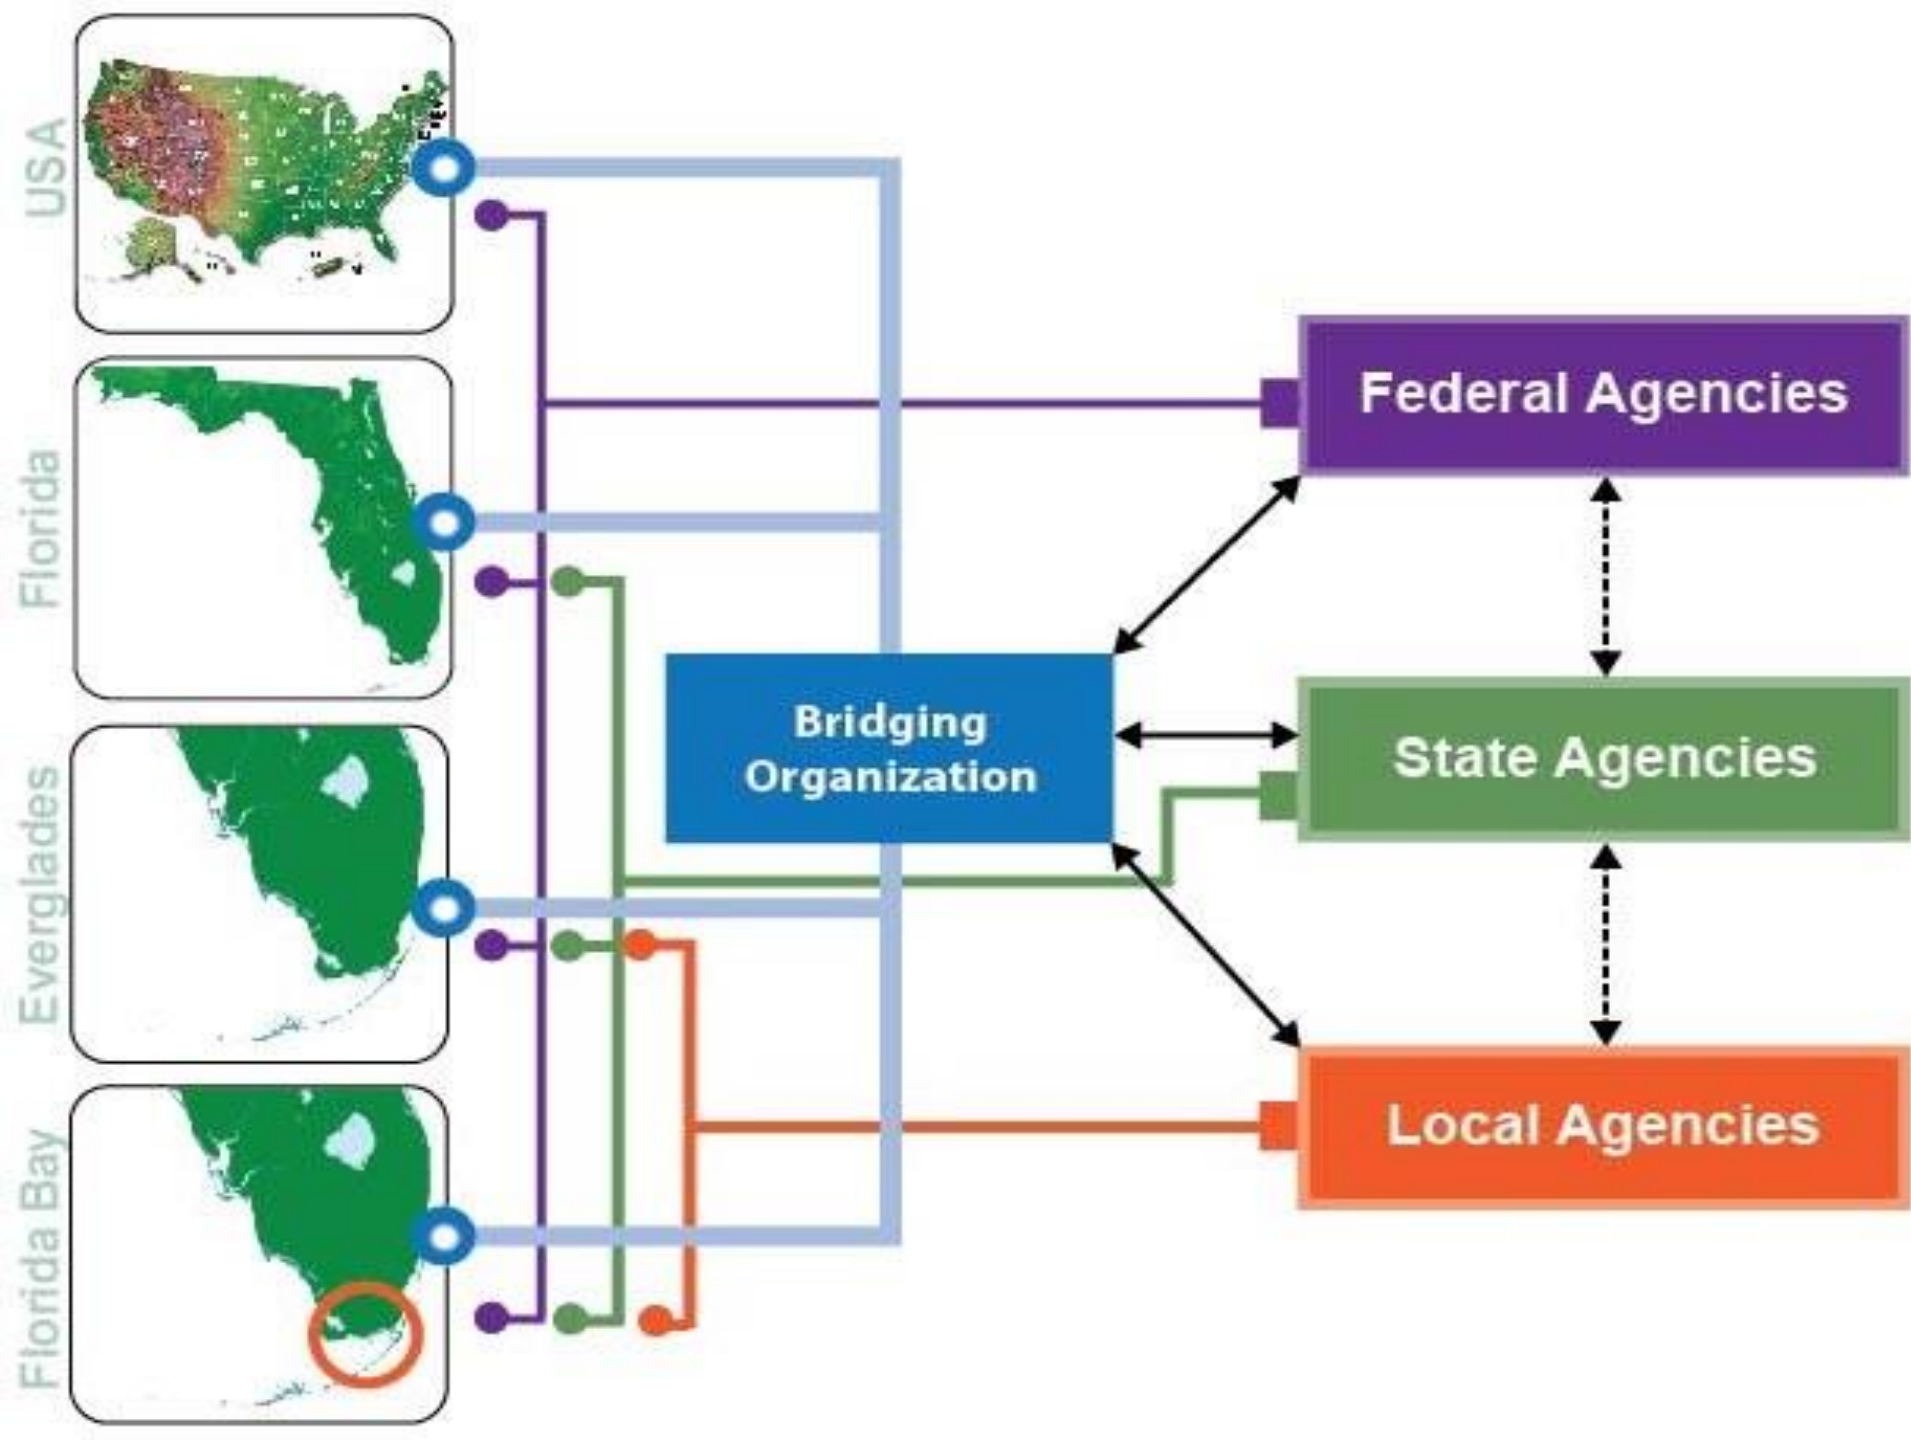 USA
Florida
Everglades
Florida Bay
Federal Agencies
Bridging
Organization
State Agencies
Local Agencies